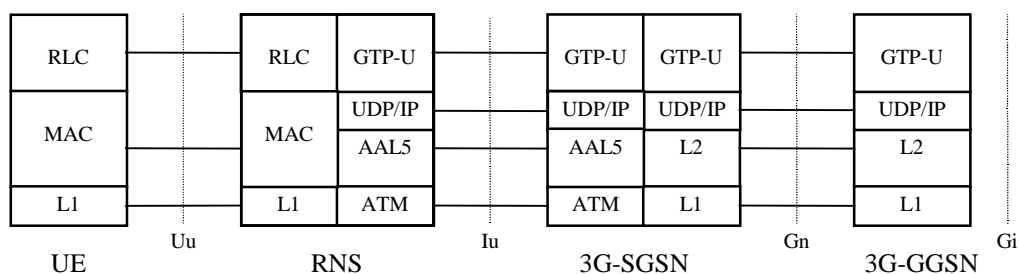 RLC RLC GTP-U GTP-U GTP-U GTP-U
UDP/IP UDP/IP UDP/IP UDP/IP
MAC MAC
AAL5 AAL5 L2 L2
L1 L1 ATM ATM L1 L1
Uu Iu Gn Gi
UE RNS 3G-SGSN 3G-GGSN